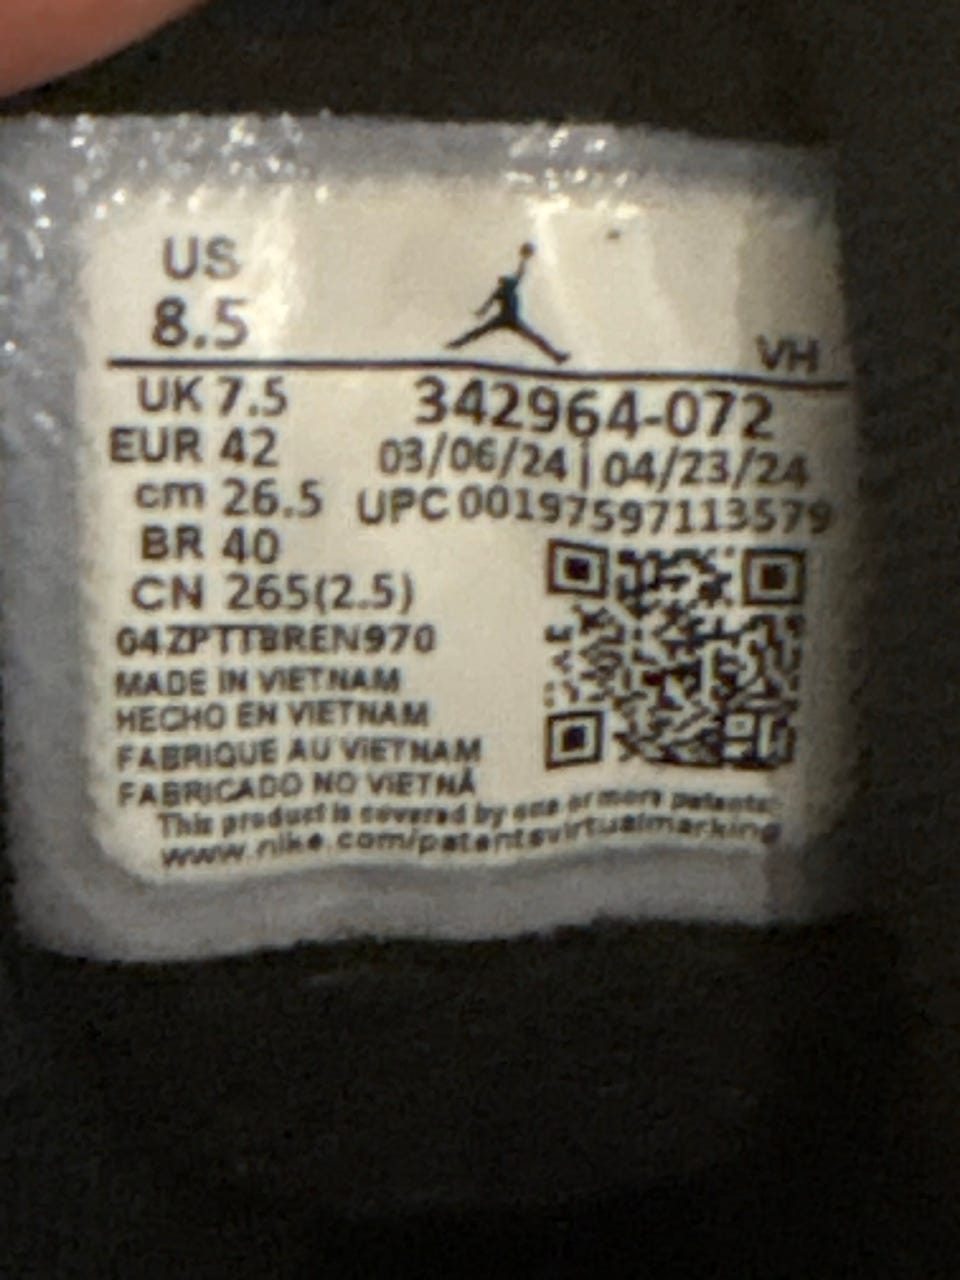 US
8.5
VH
UK 7.5
342964-072
EUR 42
03/06/24 | 04/23/24
cm 26.5
UPC 00197597113579
BR 40
CN 265(2.5)
04ZPTTBREN970
MADE IN VIETNAM
HECHO EN VIETNAM
FABRIQUE AU VIETNAM
FABRICADO NO VIETNÃ
This product is covered by one or more patents:
www.nike.com/patentsvirtualmarking